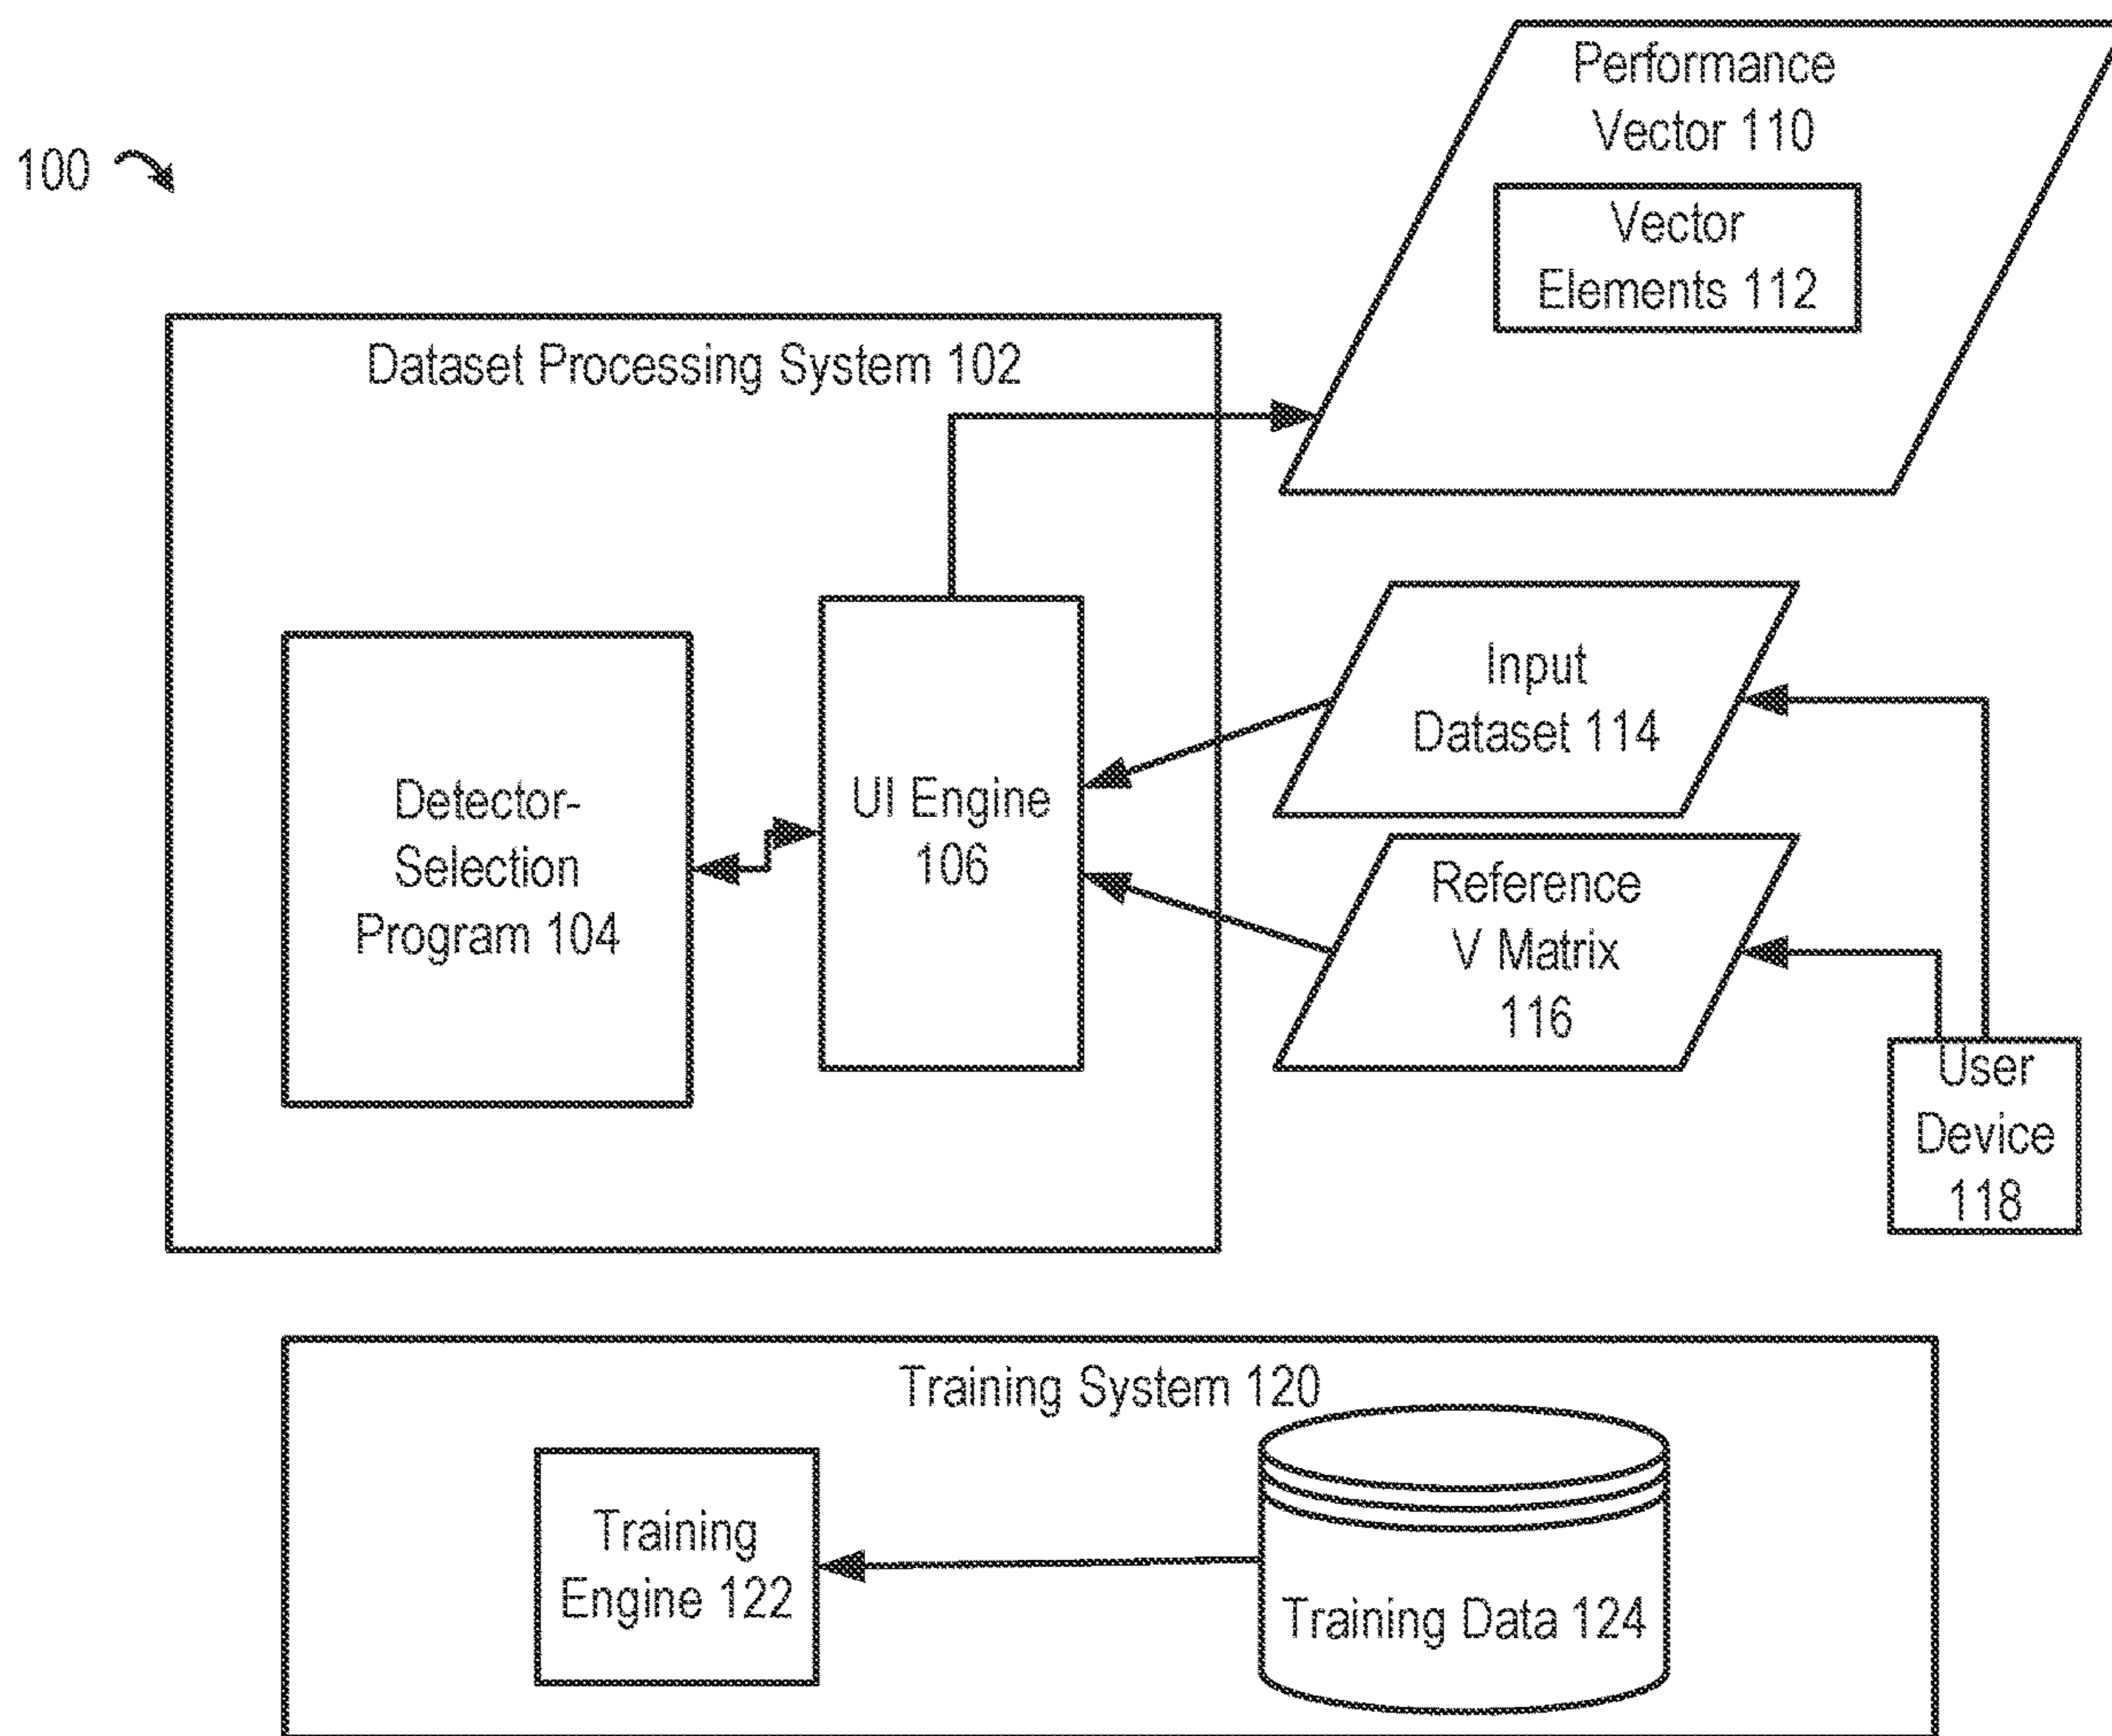 100
Performance
Vector 110
Vector
Elements 112
Dataset Processing System 102
Detector-
Selection
Program 104
UI Engine
106
Input
Dataset 114
Reference
V Matrix
116
User
Device
118
Training System 120
Training
Engine 122
Training Data 124